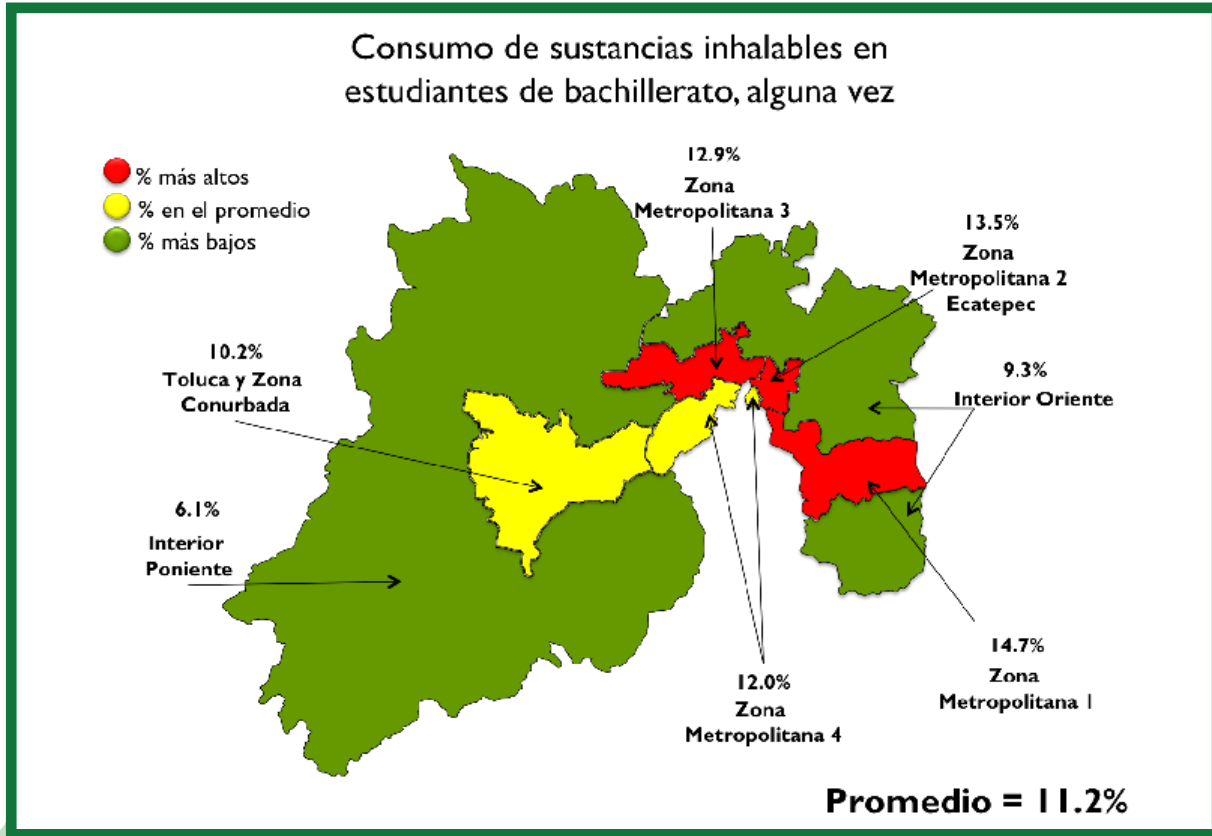 Consumo de sustancias inhalables en
estudiantes de bachillerato, alguna vez
% más altos
% en el promedio
% más bajos
12.9%
Zona
Metropolitana 3
13.5%
Zona
Metropolitana 2
Ecatepec
10.2%
Toluca y Zona
Conurbada
9.3%
Interior Oriente
6.1%
Interior
Poniente
14.7%
Zona
Metropolitana 1
12.0%
Zona
Metropolitana 4
Promedio = 11.2%